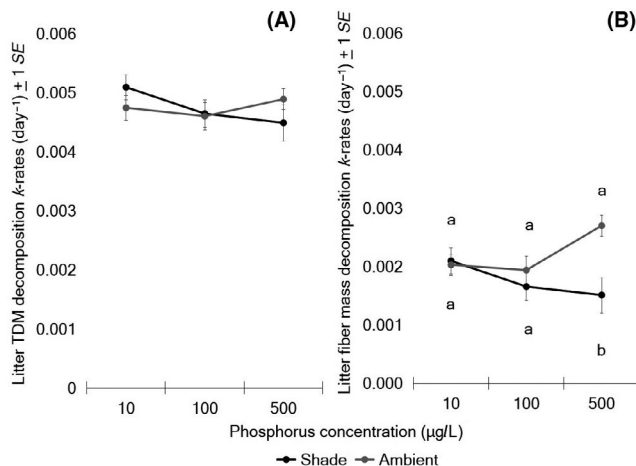 (A)
Litter TDM decomposition k-rates (day⁻¹) ± 1 SE
0.006
0.005
0.004
0.003
0.002
0.001
0
10 100 500
(B)
Litter fiber mass decomposition k-rates (day⁻¹) ± 1 SE
0.006
0.005
0.004
0.003
0.002
0.001
0.000
a a a
a a b
10 100 500
Phosphorus concentration (µg/L)
Shade Ambient